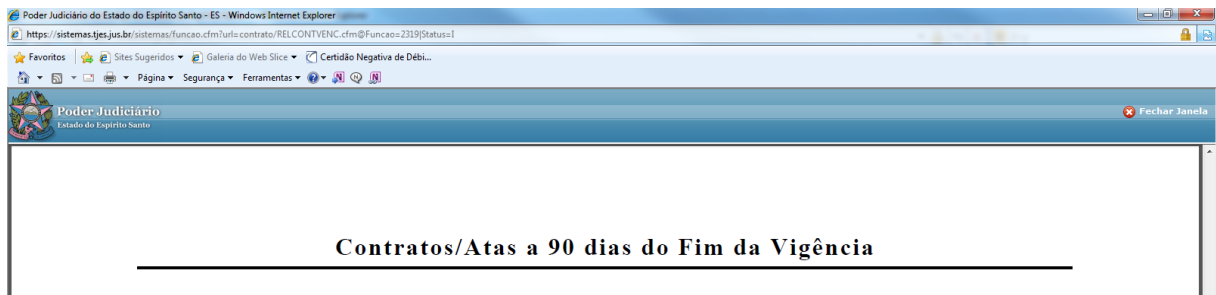 Poder Judiciário do Estado do Espírito Santo - ES - Windows Internet Explorer
https://sistemas.tjes.jus.br/sistemas/funcao.cfm?url=contrato/RELCONTVENC.cfm@Funcao=2319|Status=I
Favoritos Sites Sugeridos Galeria do Web Slice Certidão Negativa de Débi...
Página Segurança Ferramentas
Poder Judiciário
Estado do Espírito Santo
Fechar Janela
Contratos/Atas a 90 dias do Fim da Vigência